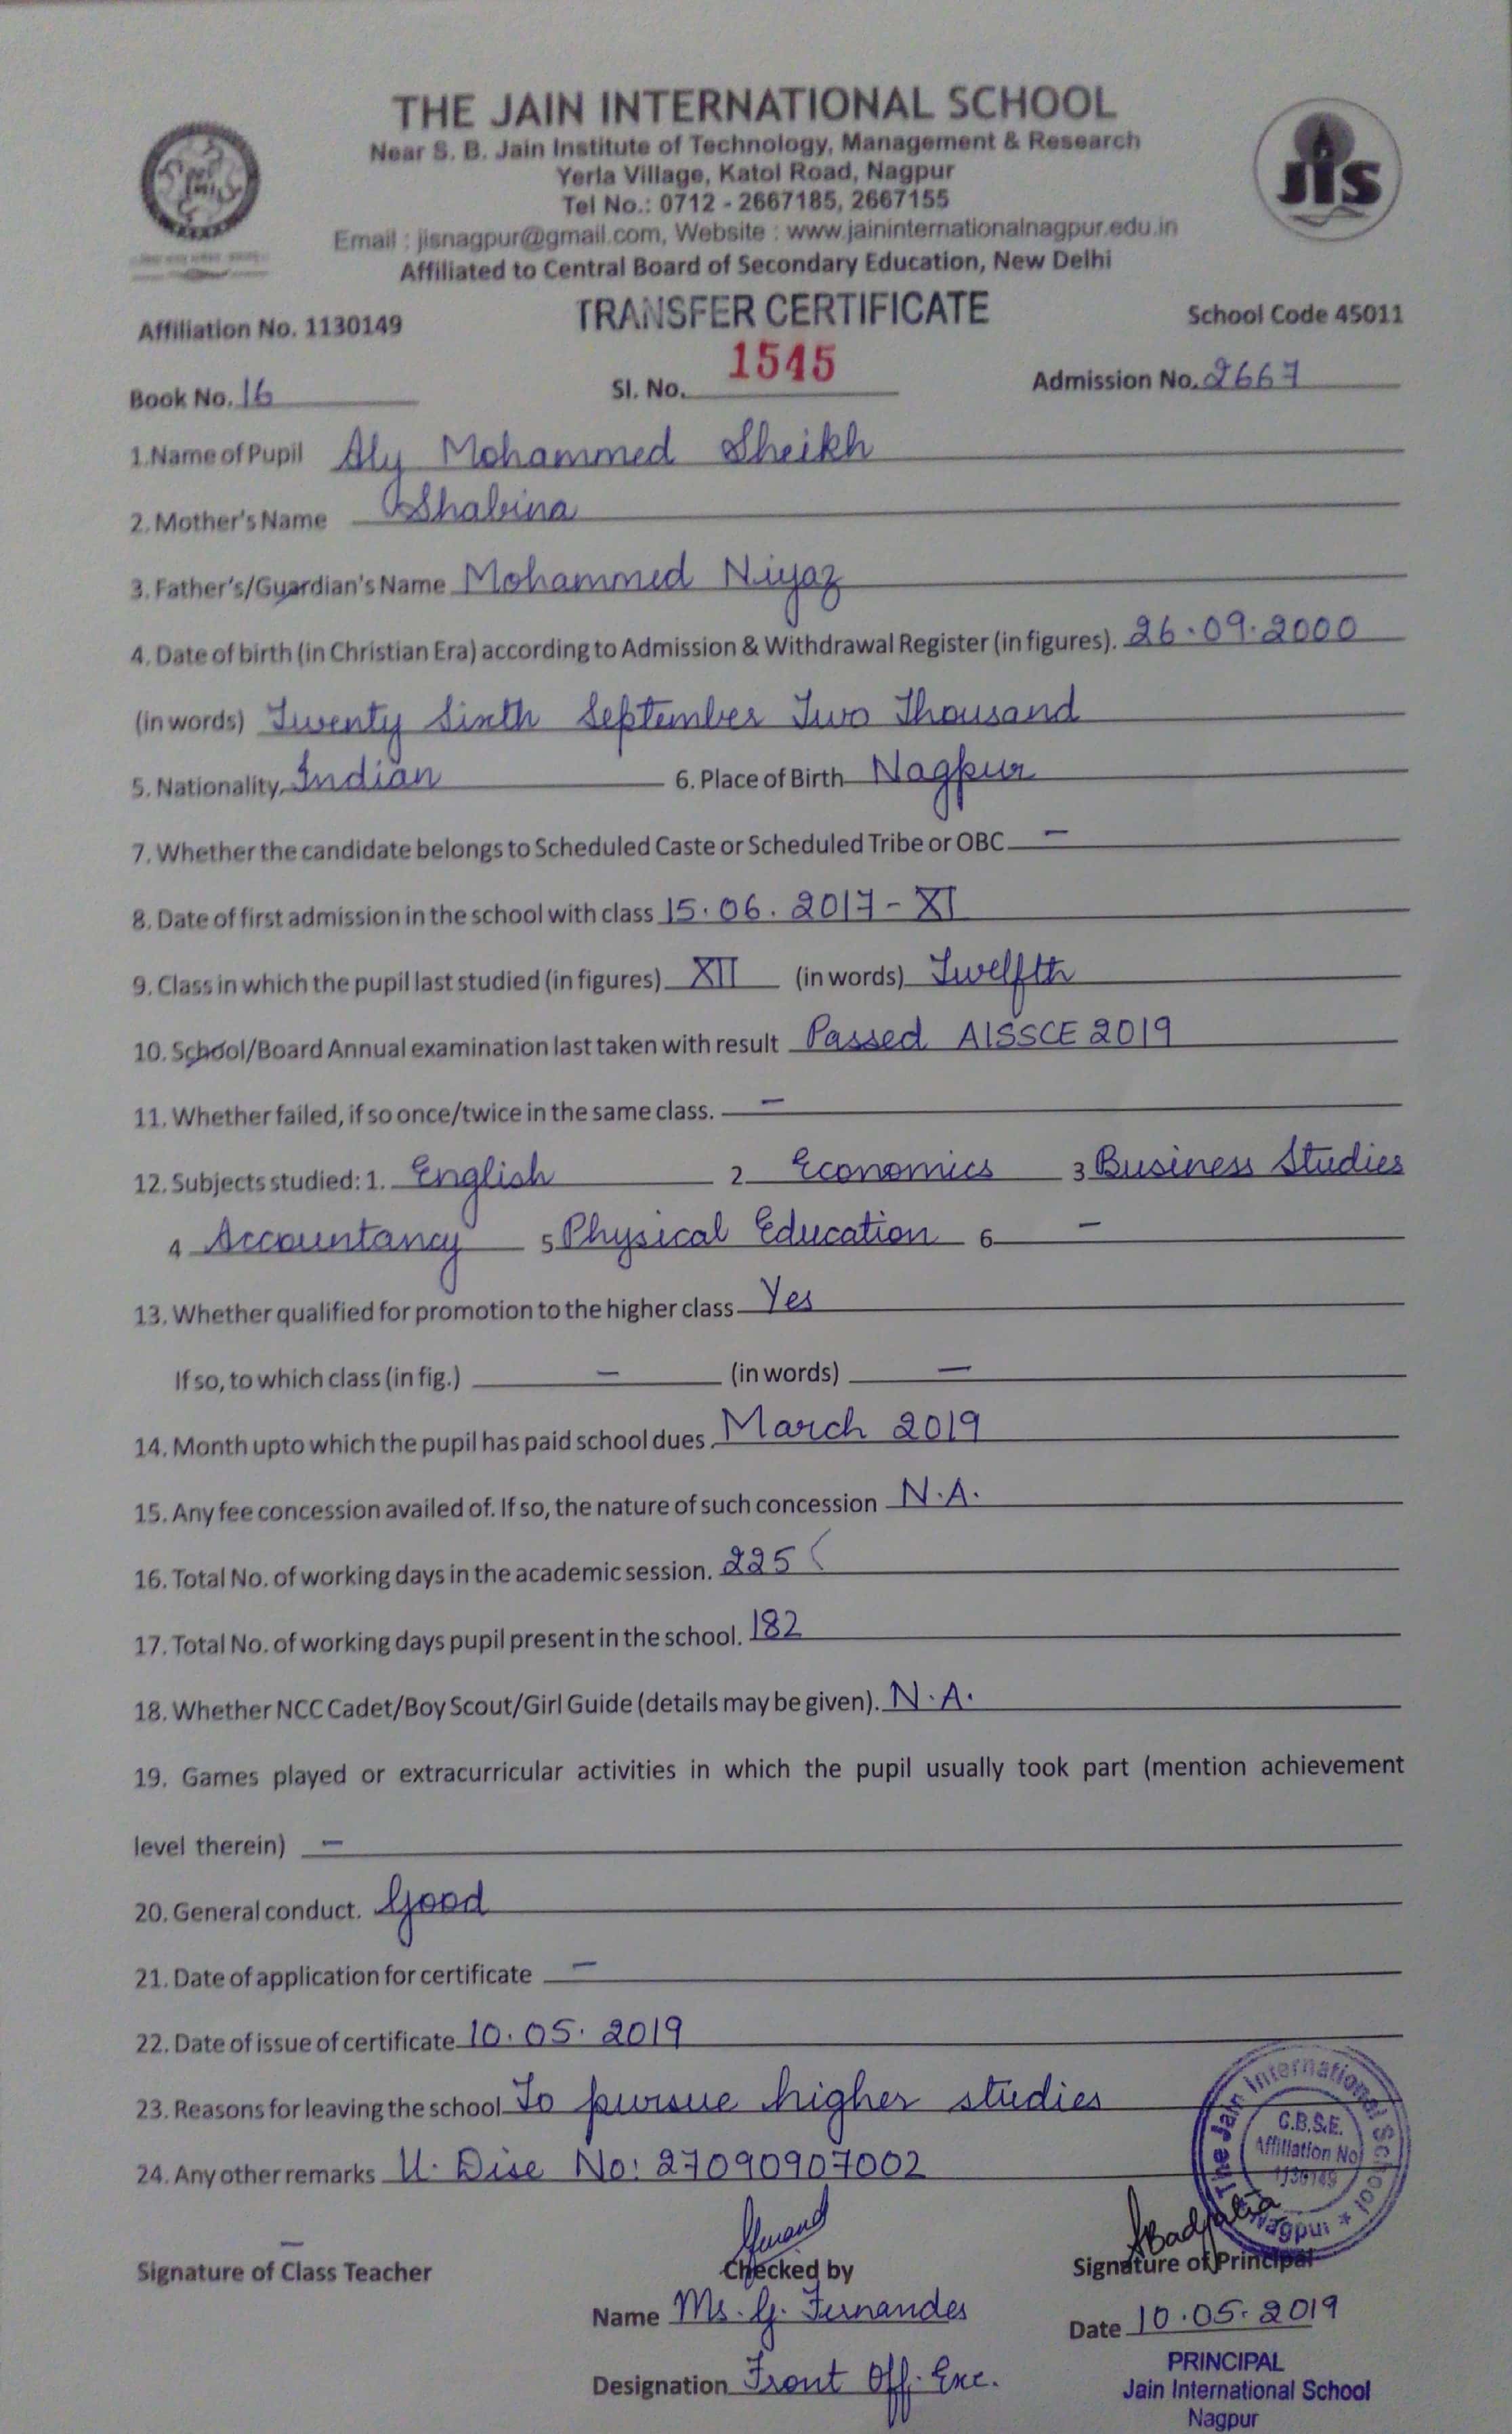 THE JAIN INTERNATIONAL SCHOOL
Near S. B. Jain Institute of Technology, Management & Research
Yerla Village, Katol Road, Nagpur
Tel No.: 0712 - 2667185, 2667155
Email : jisnagpur@gmail.com, Website : www.jaininternationalnagpur.edu.in
Affiliated to Central Board of Secondary Education, New Delhi
jis
Affiliation No. 1130149 TRANSFER CERTIFICATE School Code 45011
Book No. 16 Sl. No. 1545 Admission No. 2667
1.Name of Pupil Aly Mohammed Sheikh
2. Mother's Name Shabina
3. Father's/Guardian's Name Mohammed Niyaz
4. Date of birth (in Christian Era) according to Admission & Withdrawal Register (in figures). 26.09.2000
(in words) Twenty Sixth September Two Thousand
5. Nationality. Indian 6. Place of Birth Nagpur
7. Whether the candidate belongs to Scheduled Caste or Scheduled Tribe or OBC -
8. Date of first admission in the school with class 15.06.2017 - XI
9. Class in which the pupil last studied (in figures) XII (in words) Twelfth
10. School/Board Annual examination last taken with result Passed AISSCE 2019
11. Whether failed, if so once/twice in the same class. -
12. Subjects studied: 1. English 2 Economics 3 Business Studies
4 Accountancy 5 Physical Education 6 -
13. Whether qualified for promotion to the higher class Yes
If so, to which class (in fig.) - (in words) -
14. Month upto which the pupil has paid school dues. March 2019
15. Any fee concession availed of. If so, the nature of such concession N.A.
16. Total No. of working days in the academic session. 225
17. Total No. of working days pupil present in the school. 182
18. Whether NCC Cadet/Boy Scout/Girl Guide (details may be given). N.A.
19. Games played or extracurricular activities in which the pupil usually took part (mention achievement
level therein) -
20. General conduct. Good
21. Date of application for certificate -
22. Date of issue of certificate 10.05.2019
23. Reasons for leaving the school To pursue higher studies
24. Any other remarks U. Dise No: 27090907002
The Jain International School * Nagpur *
C.B.S.E.
Affiliation No
1130149
-
Signature of Class Teacher Checked by Signature of Principal
Name Ms. G. Fernandes Date 10.05.2019
Designation Front Off. Exe.
PRINCIPAL
Jain International School
Nagpur